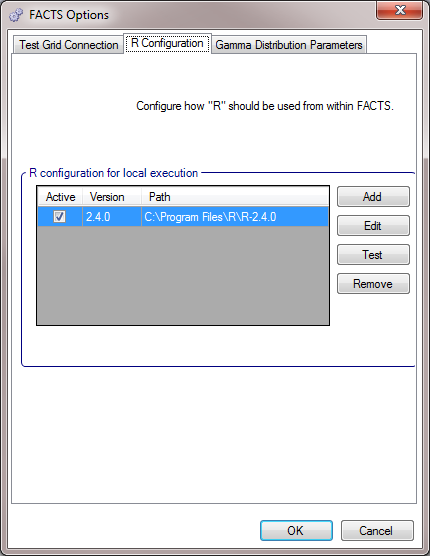 FACTS Options
Test Grid Connection R Configuration Gamma Distribution Parameters
Configure how "R" should be used from within FACTS.
R configuration for local execution
Active Version Path
2.4.0 C:\Program Files\R\R-2.4.0
Add
Edit
Test
Remove
OK Cancel